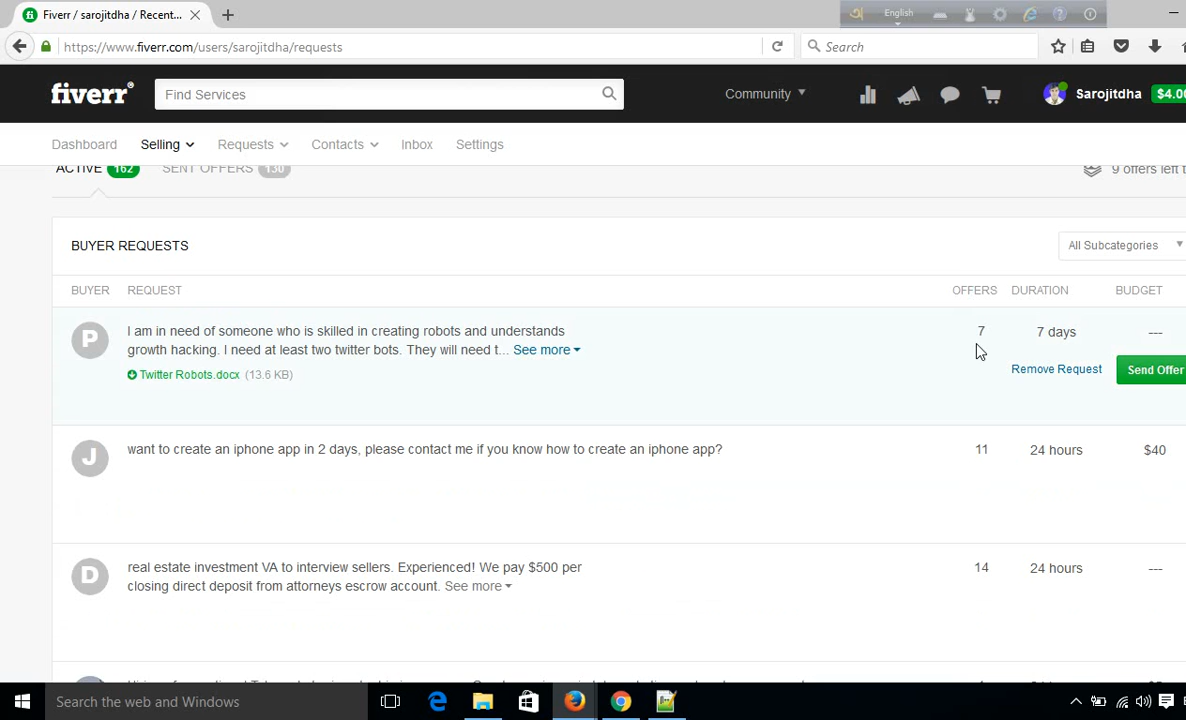 Fiverr / sarojitdha / Recent...
English
https://www.fiverr.com/users/sarojitdha/requests
Search
fiverr
Find Services
Community
Sarojitdha
Dashboard
Selling
Requests
Contacts
Inbox
Settings
ACTIVE 162
SENT OFFERS 130
9 offers left
BUYER REQUESTS
All Subcategories
BUYER
REQUEST
OFFERS
DURATION
BUDGET
P
I am in need of someone who is skilled in creating robots and understands
growth hacking. I need at least two twitter bots. They will need t... See more
Twitter Robots.docx (13.6 KB)
7
7 days
---
Remove Request
Send Offer
J
want to create an iphone app in 2 days, please contact me if you know how to create an iphone app?
11
24 hours
$40
D
real estate investment VA to interview sellers. Experienced! We pay $500 per
closing direct deposit from attorneys escrow account. See more
14
24 hours
---
Search the web and Windows